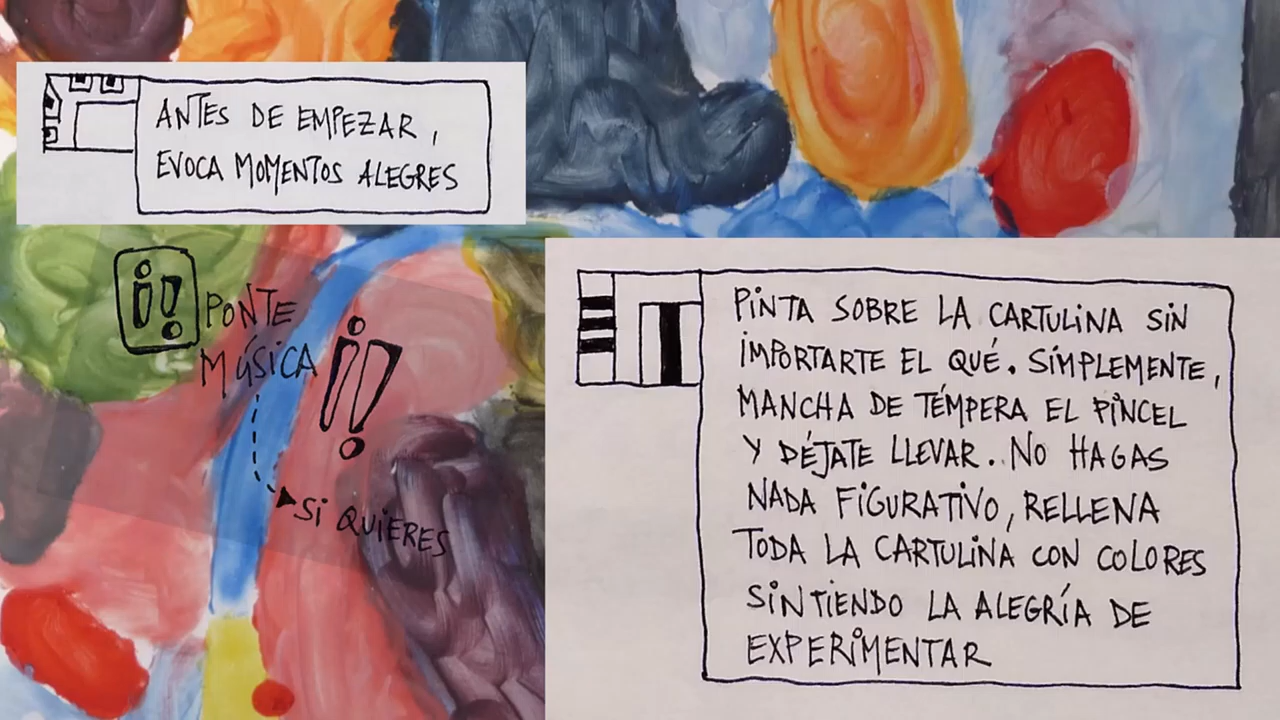 ANTES DE EMPEZAR,
EVOCA MOMENTOS ALEGRES
¡¡!! PONTE
MÚSICA ¡¡!!
SI QUIERES
PINTA SOBRE LA CARTULINA SIN
IMPORTARTE EL QUÉ. SIMPLEMENTE,
MANCHA DE TÉMPERA EL PINCEL
Y DÉJATE LLEVAR. NO HAGAS
NADA FIGURATIVO, RELLENA
TODA LA CARTULINA CON COLORES
SINTIENDO LA ALEGRÍA DE
EXPERIMENTAR